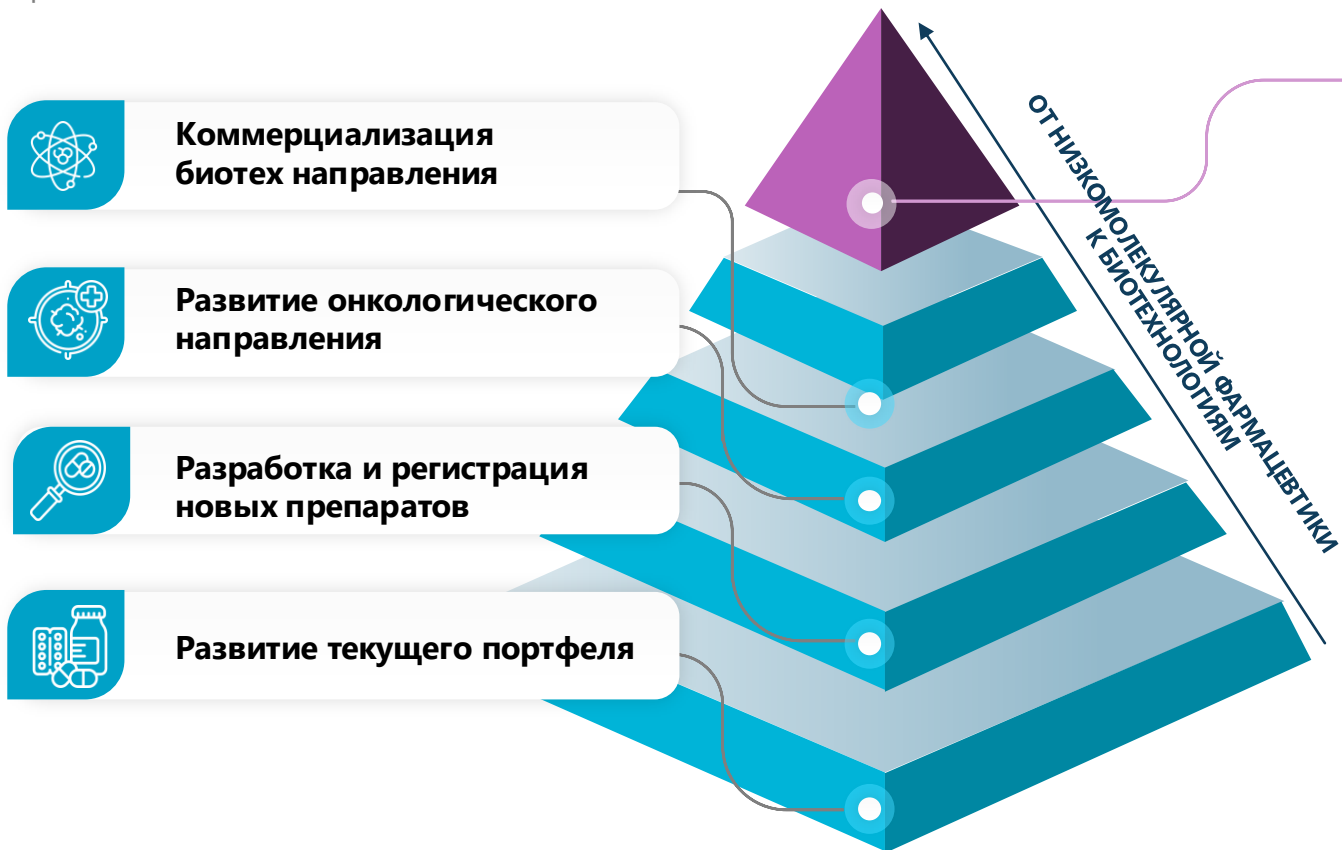 Коммерциализация
биотех направления
Развитие онкологического
направления
Разработка и регистрация
новых препаратов
Развитие текущего портфеля
ОТ НИЗКОМОЛЕКУЛЯРНОЙ ФАРМАЦЕВТИКИ
К БИОТЕХНОЛОГИЯМ